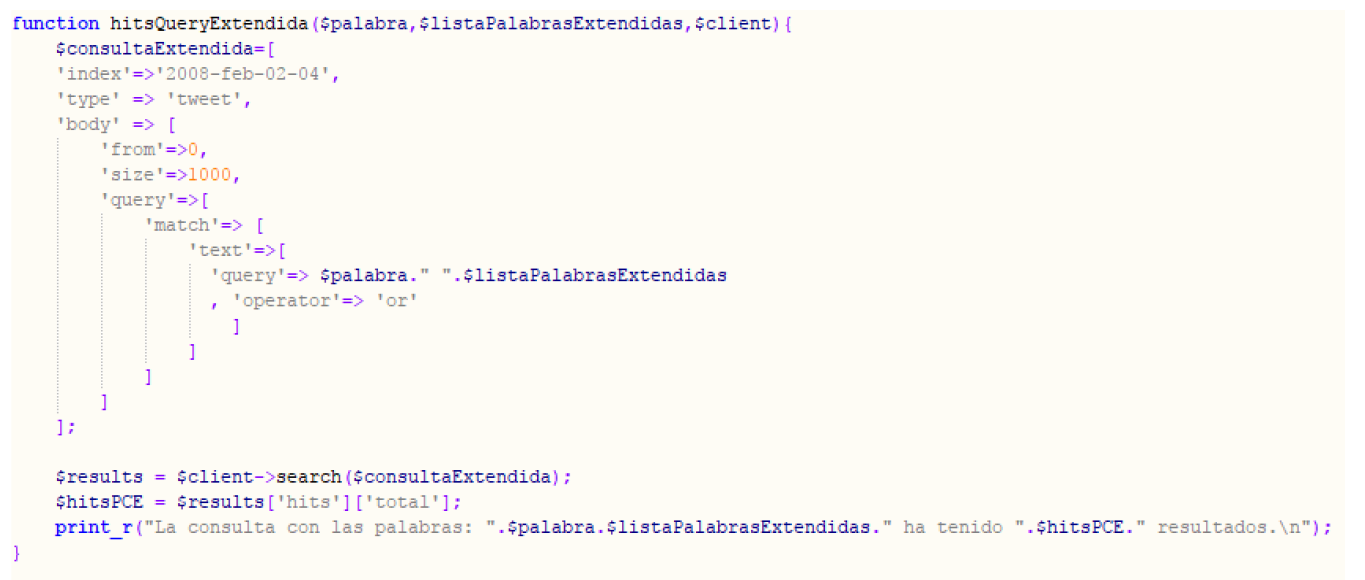 function hitsQueryExtendida($palabra,$listaPalabrasExtendidas,$client){
    $consultaExtendida=[
    'index'=>'2008-feb-02-04',
    'type' => 'tweet',
    'body' => [
        'from'=>0,
        'size'=>1000,
        'query'=>[
            'match'=> [
                'text'=>[
                  'query'=> $palabra." ".$listaPalabrasExtendidas
                  , 'operator'=> 'or'
                    ]
                ]
            ]
        ]
    ];

    $results = $client->search($consultaExtendida);
    $hitsPCE = $results['hits']['total'];
    print_r("La consulta con las palabras: ".$palabra.$listaPalabrasExtendidas." ha tenido ".$hitsPCE." resultados.\n");
}